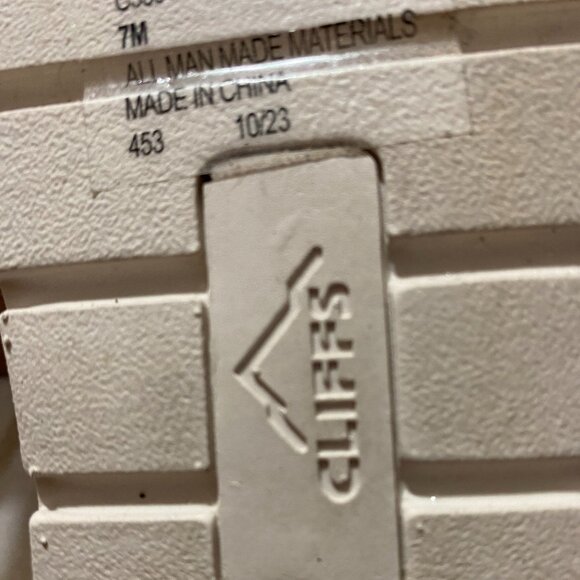 7M
ALL MAN MADE MATERIALS
MADE IN CHINA
453 10/23
CLIFFS